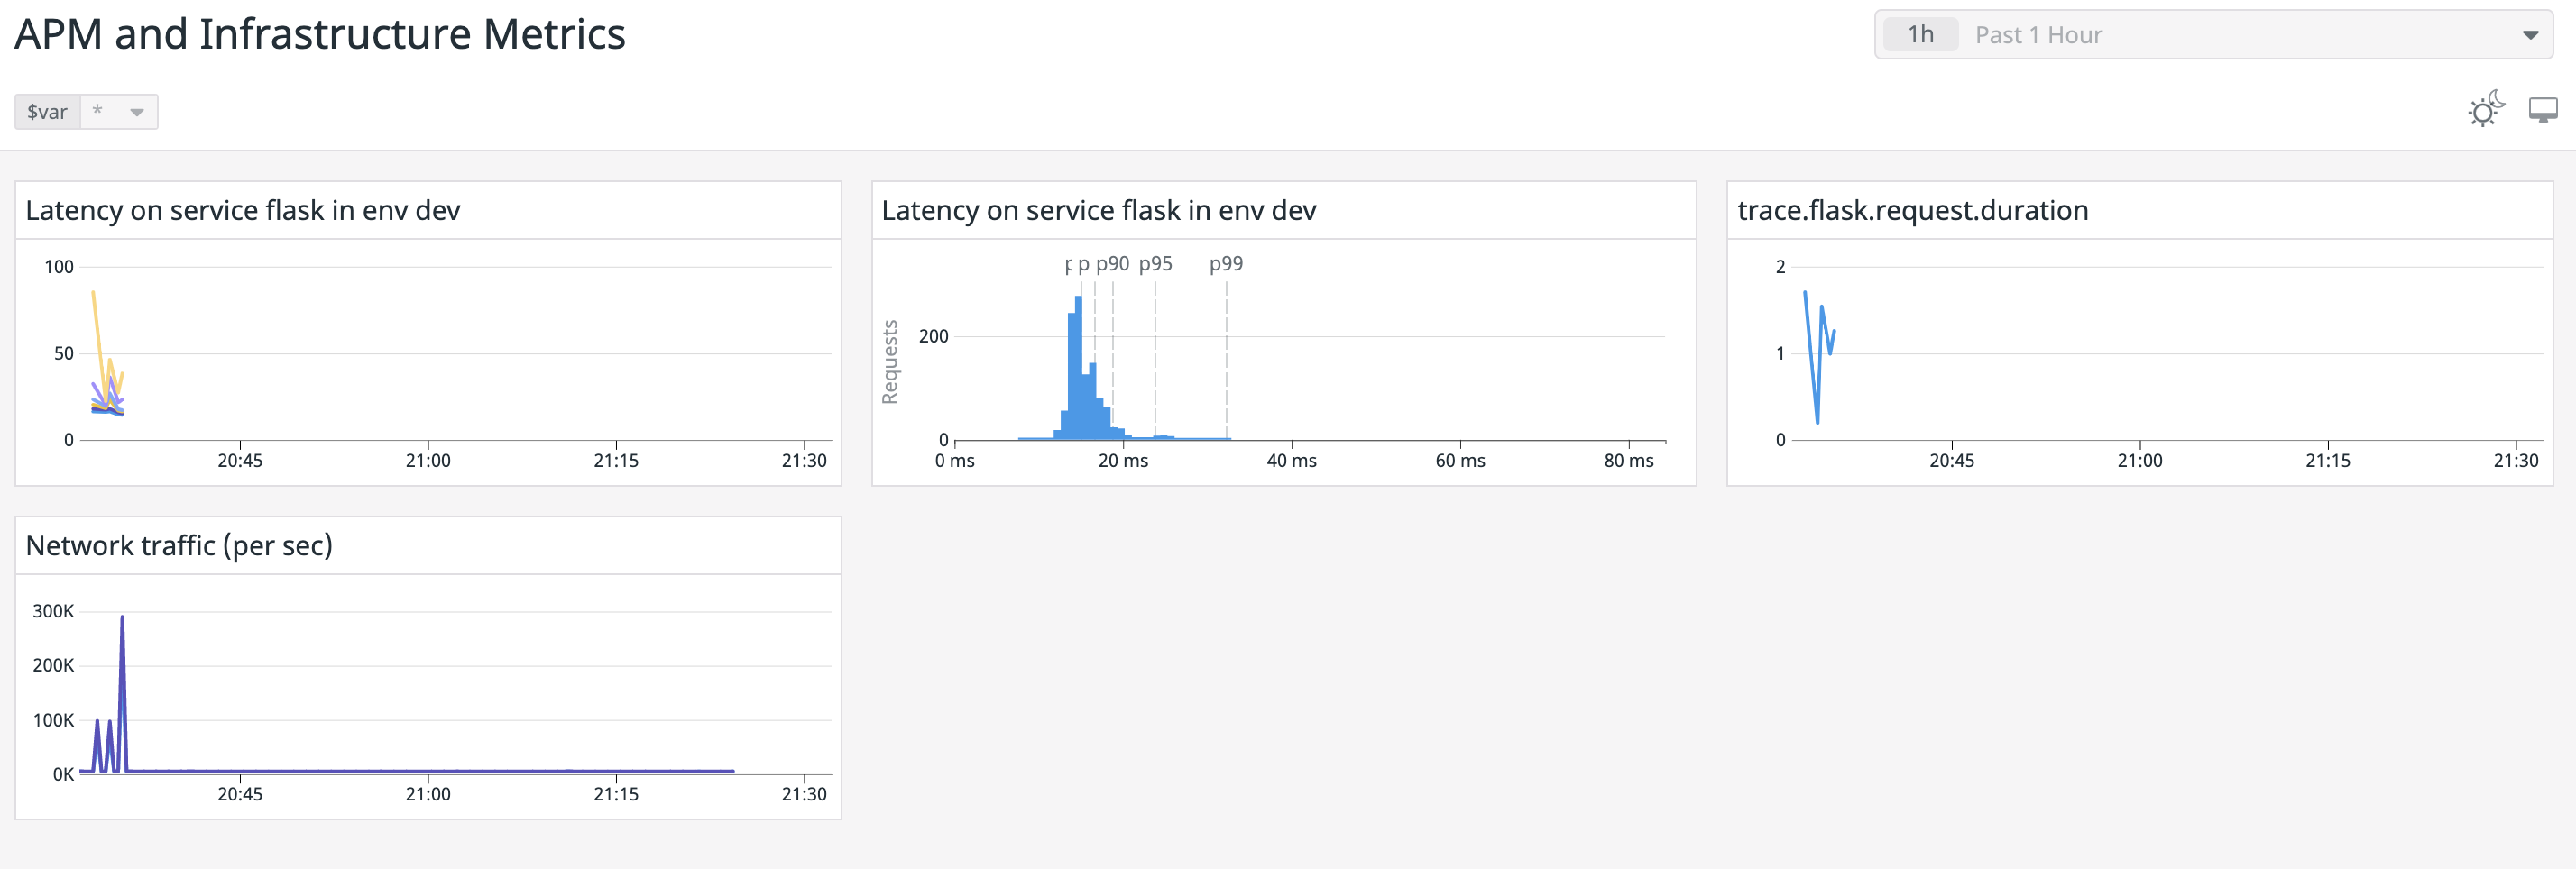 APM and Infrastructure Metrics
1h Past 1 Hour
$var *
Latency on service flask in env dev
100
50
0
20:45 21:00 21:15 21:30
Latency on service flask in env dev
p p90 p95 p99
Requests
200
0
0 ms 20 ms 40 ms 60 ms 80 ms
trace.flask.request.duration
2
1
0
20:45 21:00 21:15 21:30
Network traffic (per sec)
300K
200K
100K
0K
20:45 21:00 21:15 21:30